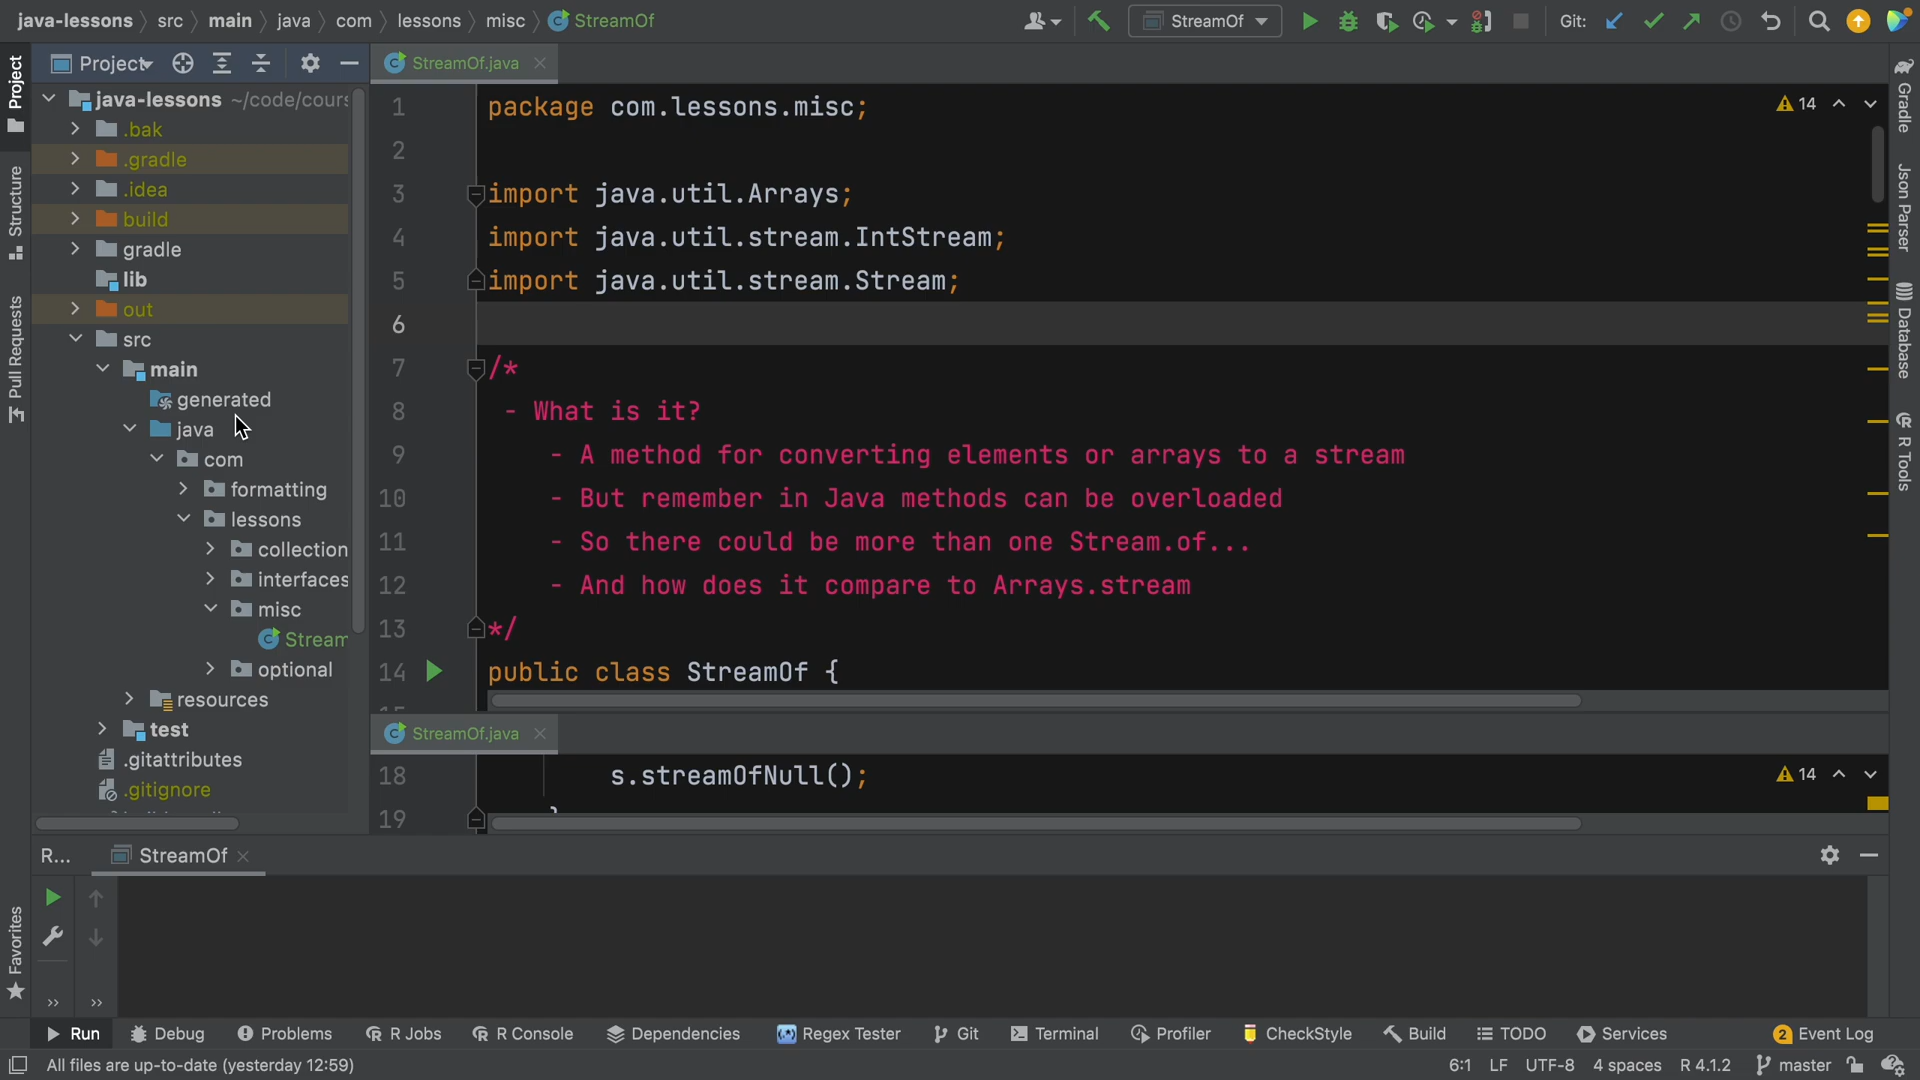 java-lessons src main java com lessons misc StreamOf StreamOf Git:
Project
java-lessons ~/code/cour
.bak
.gradle
.idea
build
gradle
lib
out
src
main
generated
java
com
formatting
lessons
collection
interfaces
misc
Stream
optional
resources
test
.gitattributes
.gitignore
Project
Structure
Pull Requests
Favorites
StreamOf.java
14
1 package com.lessons.misc;
2
3 import java.util.Arrays;
4 import java.util.stream.IntStream;
5 import java.util.stream.Stream;
6
7 /*
8 - What is it?
9 - A method for converting elements or arrays to a stream
10 - But remember in Java methods can be overloaded
11 - So there could be more than one Stream.of...
12 - And how does it compare to Arrays.stream
13 */
14 public class StreamOf {
StreamOf.java
14
18 s.streamOfNull();
19
Gradle
Json Parser
Database
R Tools
R... StreamOf
Run Debug Problems R Jobs R Console Dependencies Regex Tester Git Terminal Profiler CheckStyle Build TODO Services 2 Event Log
All files are up-to-date (yesterday 12:59) 6:1 LF UTF-8 4 spaces R 4.1.2 master